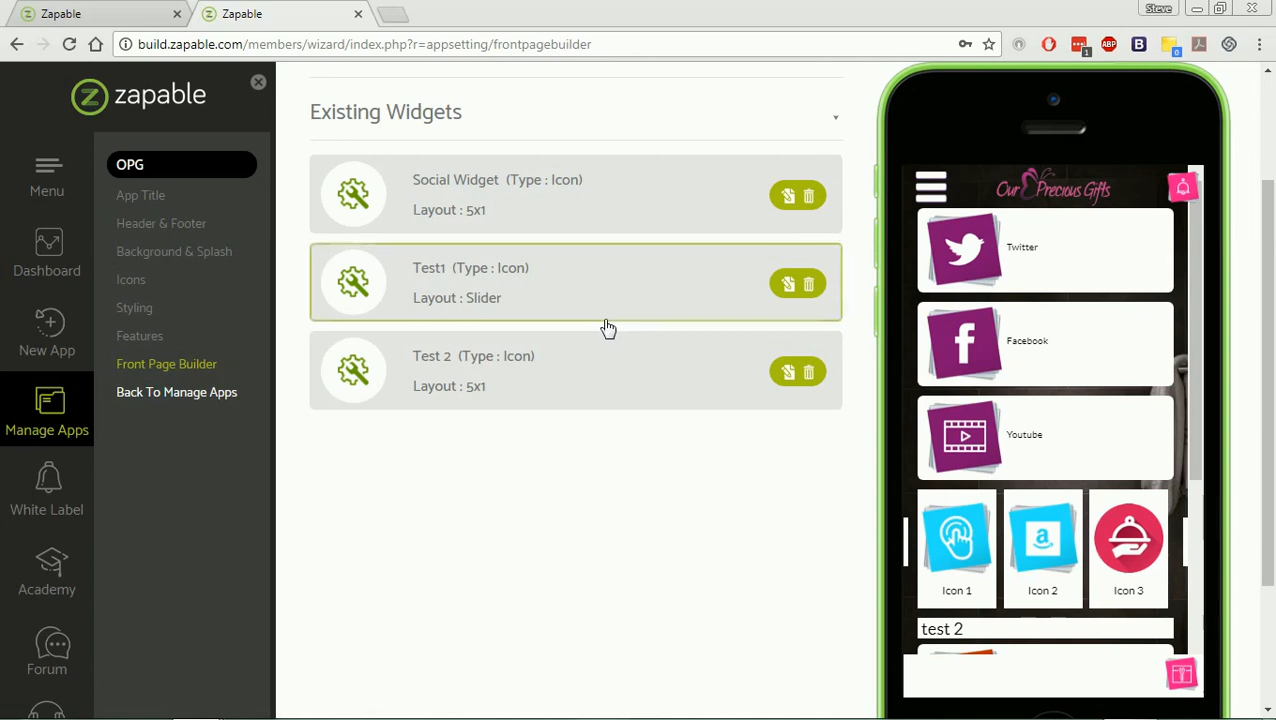 Zapable
Zapable
Steve
build.zapable.com/members/wizard/index.php?r=appsetting/frontpagebuilder
1
ABP
B
0
zapable
Menu
Dashboard
New App
Manage Apps
White Label
Academy
Forum
OPG
App Title
Header & Footer
Background & Splash
Icons
Styling
Features
Front Page Builder
Back To Manage Apps
Existing Widgets
Social Widget (Type : Icon)
Layout : 5x1
Test1 (Type : Icon)
Layout : Slider
Test 2 (Type : Icon)
Layout : 5x1
Our Precious Gifts
Twitter
Facebook
Youtube
Icon 1
Icon 2
Icon 3
test 2